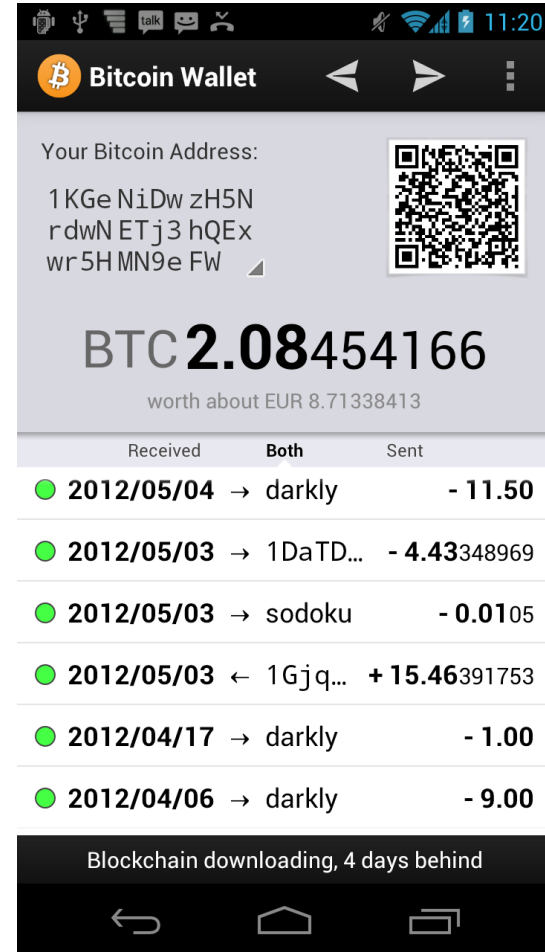 talk
11:20
Bitcoin Wallet
Your Bitcoin Address:
1KGe NiDw zH5N
rdwN ETj3 hQEx
wr5H MN9e FW
BTC 2.08454166
worth about EUR 8.71338413
Received Both Sent
2012/05/04 → darkly - 11.50
2012/05/03 → 1DaTD… - 4.43348969
2012/05/03 → sodoku - 0.0105
2012/05/03 ← 1Gjq… + 15.46391753
2012/04/17 → darkly - 1.00
2012/04/06 → darkly - 9.00
Blockchain downloading, 4 days behind